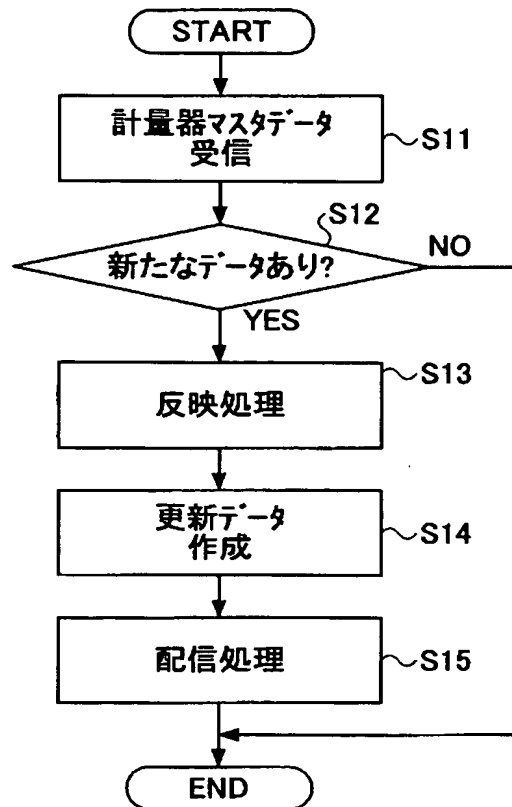 START
計量器マスタデータ
受信
S11
S12
新たなデータあり?
NO
YES
S13
反映処理
更新データ
作成
S14
配信処理
S15
END